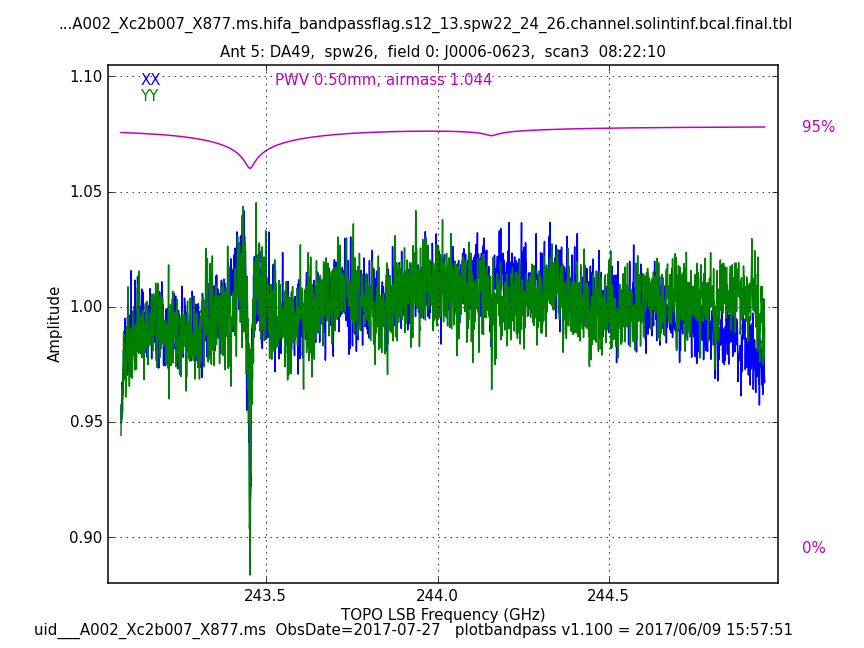 ...A002_Xc2b007_X877.ms.hifa_bandpassflag.s12_13.spw22_24_26.channel.solintinf.bcal.final.tbl
Ant 5: DA49, spw26, field 0: J0006-0623, scan3 08:22:10
1.10
XX
PWV 0.50mm, airmass 1.044
YY
95%
1.05
1.00
Amplitude
0.95
0.90
0%
243.5
244.0
244.5
TOPO LSB Frequency (GHz)
uid___A002_Xc2b007_X877.ms ObsDate=2017-07-27 plotbandpass v1.100 = 2017/06/09 15:57:51